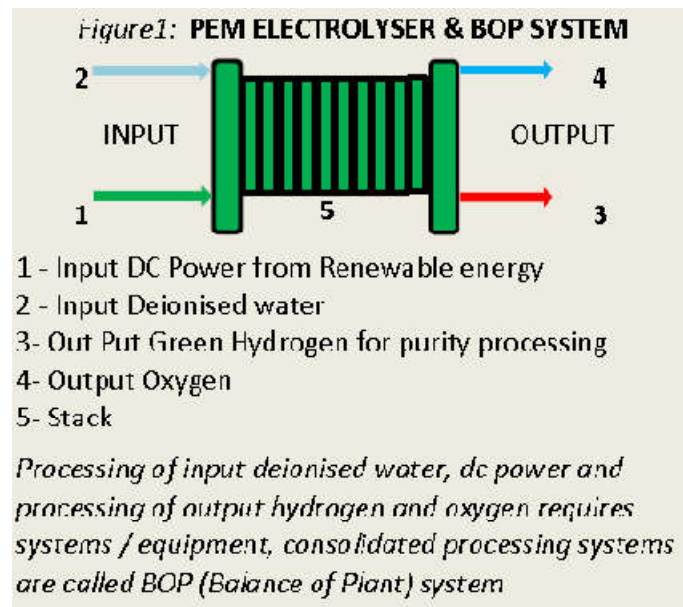 Figure1: PEM ELECTROLYSER & BOP SYSTEM
2 4
INPUT OUTPUT
1 5 3
1 - Input DC Power from Renewable energy
2 - Input Deionised water
3- Out Put Green Hydrogen for purity processing
4- Output Oxygen
5- Stack
Processing of input deionised water, dc power and
processing of output hydrogen and oxygen requires
systems / equipment, consolidated processing systems
are called BOP (Balance of Plant) system